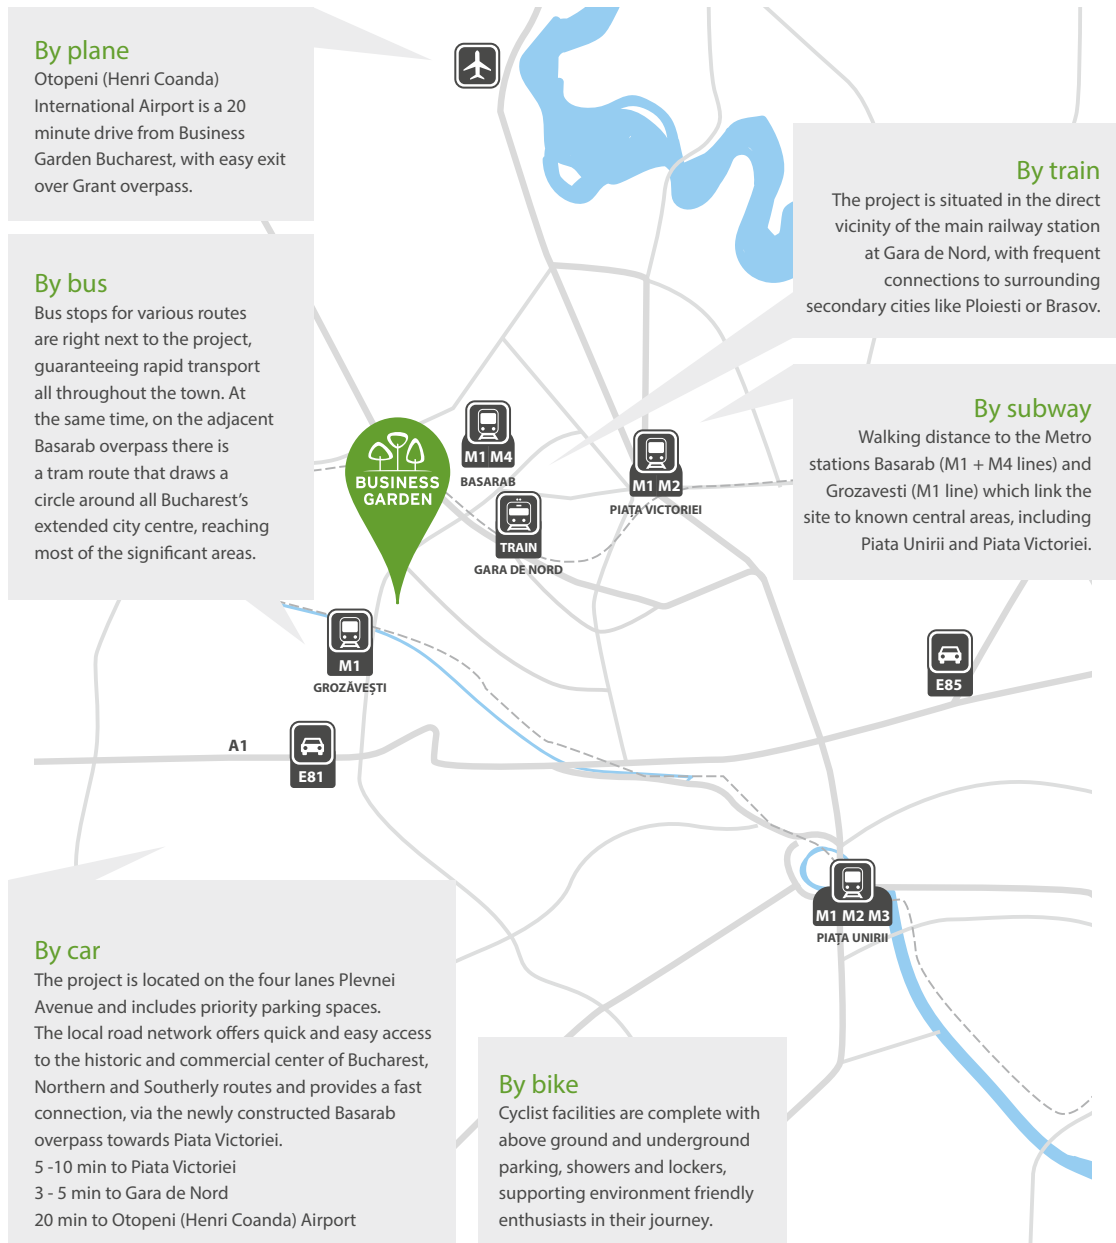 By plane
Otopeni (Henri Coanda)
International Airport is a 20
minute drive from Business
Garden Bucharest, with easy exit
over Grant overpass.
By train
The project is situated in the direct
vicinity of the main railway station
at Gara de Nord, with frequent
connections to surrounding
secondary cities like Ploiesti or Brasov.
By bus
Bus stops for various routes
are right next to the project,
guaranteeing rapid transport
all throughout the town. At
the same time, on the adjacent
Basarab overpass there is
a tram route that draws a
circle around all Bucharest's
extended city centre, reaching
most of the significant areas.
By subway
Walking distance to the Metro
stations Basarab (M1 + M4 lines) and
Grozavesti (M1 line) which link the
site to known central areas, including
Piata Unirii and Piata Victoriei.
BUSINESS
GARDEN
M1 M4
BASARAB
M1 M2
PIAȚA VICTORIEI
TRAIN
GARA DE NORD
M1
GROZĂVEȘTI
E85
A1
E81
M1 M2 M3
PIAȚA UNIRII
By car
The project is located on the four lanes Plevnei
Avenue and includes priority parking spaces.
The local road network offers quick and easy access
to the historic and commercial center of Bucharest,
Northern and Southerly routes and provides a fast
connection, via the newly constructed Basarab
overpass towards Piata Victoriei.
5 -10 min to Piata Victoriei
3 - 5 min to Gara de Nord
20 min to Otopeni (Henri Coanda) Airport
By bike
Cyclist facilities are complete with
above ground and underground
parking, showers and lockers,
supporting environment friendly
enthusiasts in their journey.